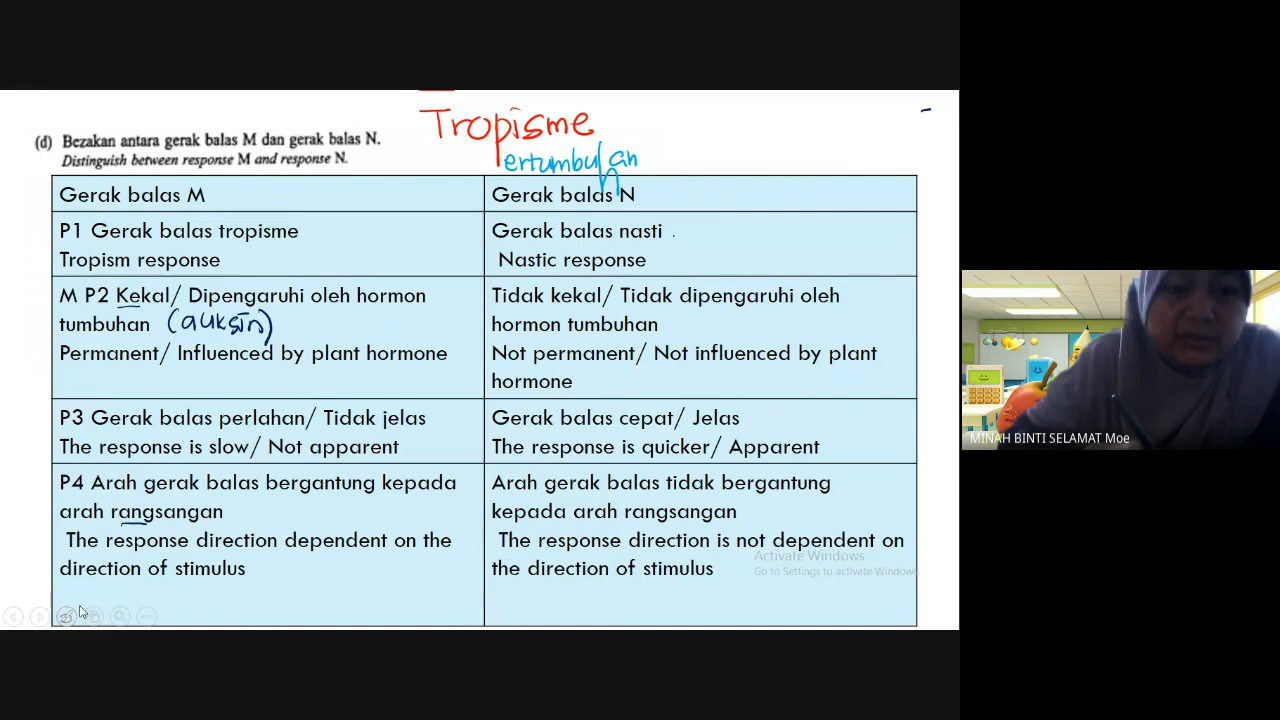 Tropisme
ertumbuhan
(d) Bezakan antara gerak balas M dan gerak balas N.
Distinguish between response M and response N.
Gerak balas M
Gerak balas N
P1 Gerak balas tropisme
Tropism response
Gerak balas nasti
Nastic response
M P2 Kekal/ Dipengaruhi oleh hormon
tumbuhan (auksin)
Permanent/ Influenced by plant hormone
Tidak kekal/ Tidak dipengaruhi oleh
hormon tumbuhan
Not permanent/ Not influenced by plant
hormone
P3 Gerak balas perlahan/ Tidak jelas
The response is slow/ Not apparent
Gerak balas cepat/ Jelas
The response is quicker/ Apparent
P4 Arah gerak balas bergantung kepada
arah rangsangan
The response direction dependent on the
direction of stimulus
Arah gerak balas tidak bergantung
kepada arah rangsangan
The response direction is not dependent on
the direction of stimulus
Activate Windows
Go to Settings to activate Windows.
MINAH BINTI SELAMAT Moe